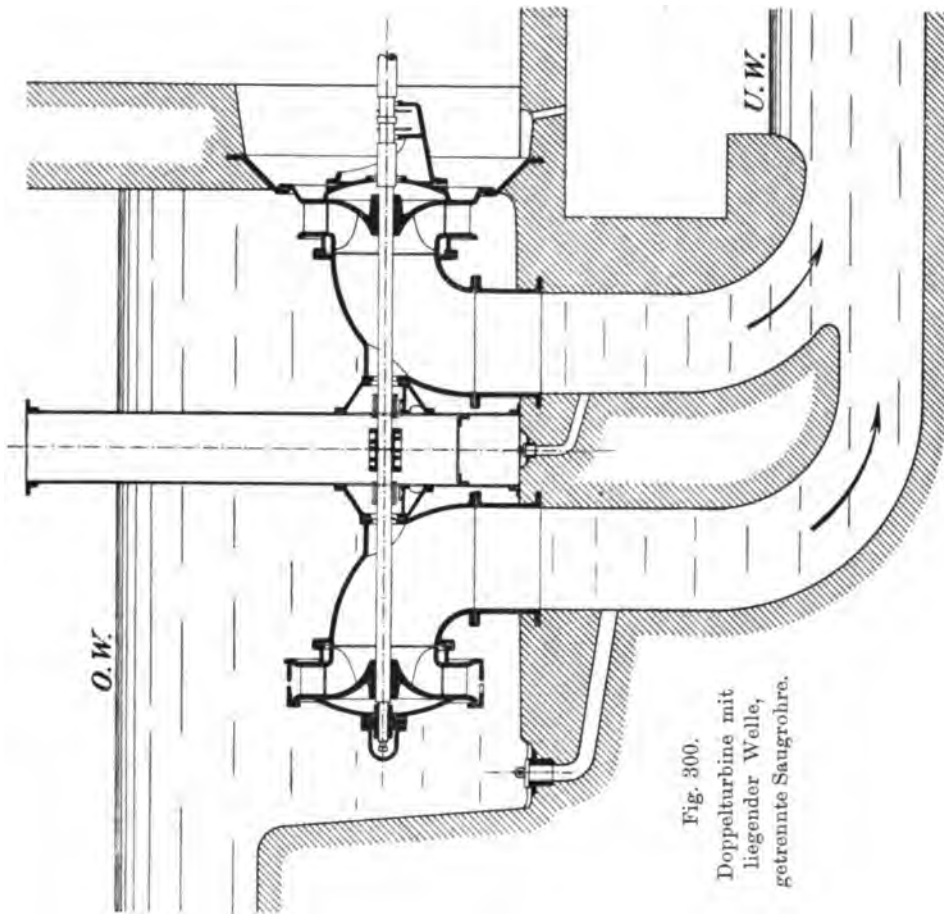 O.W.
U.W.
Fig. 300.
Doppelturbine mit
liegender Welle,
getrennte Saugrohre.